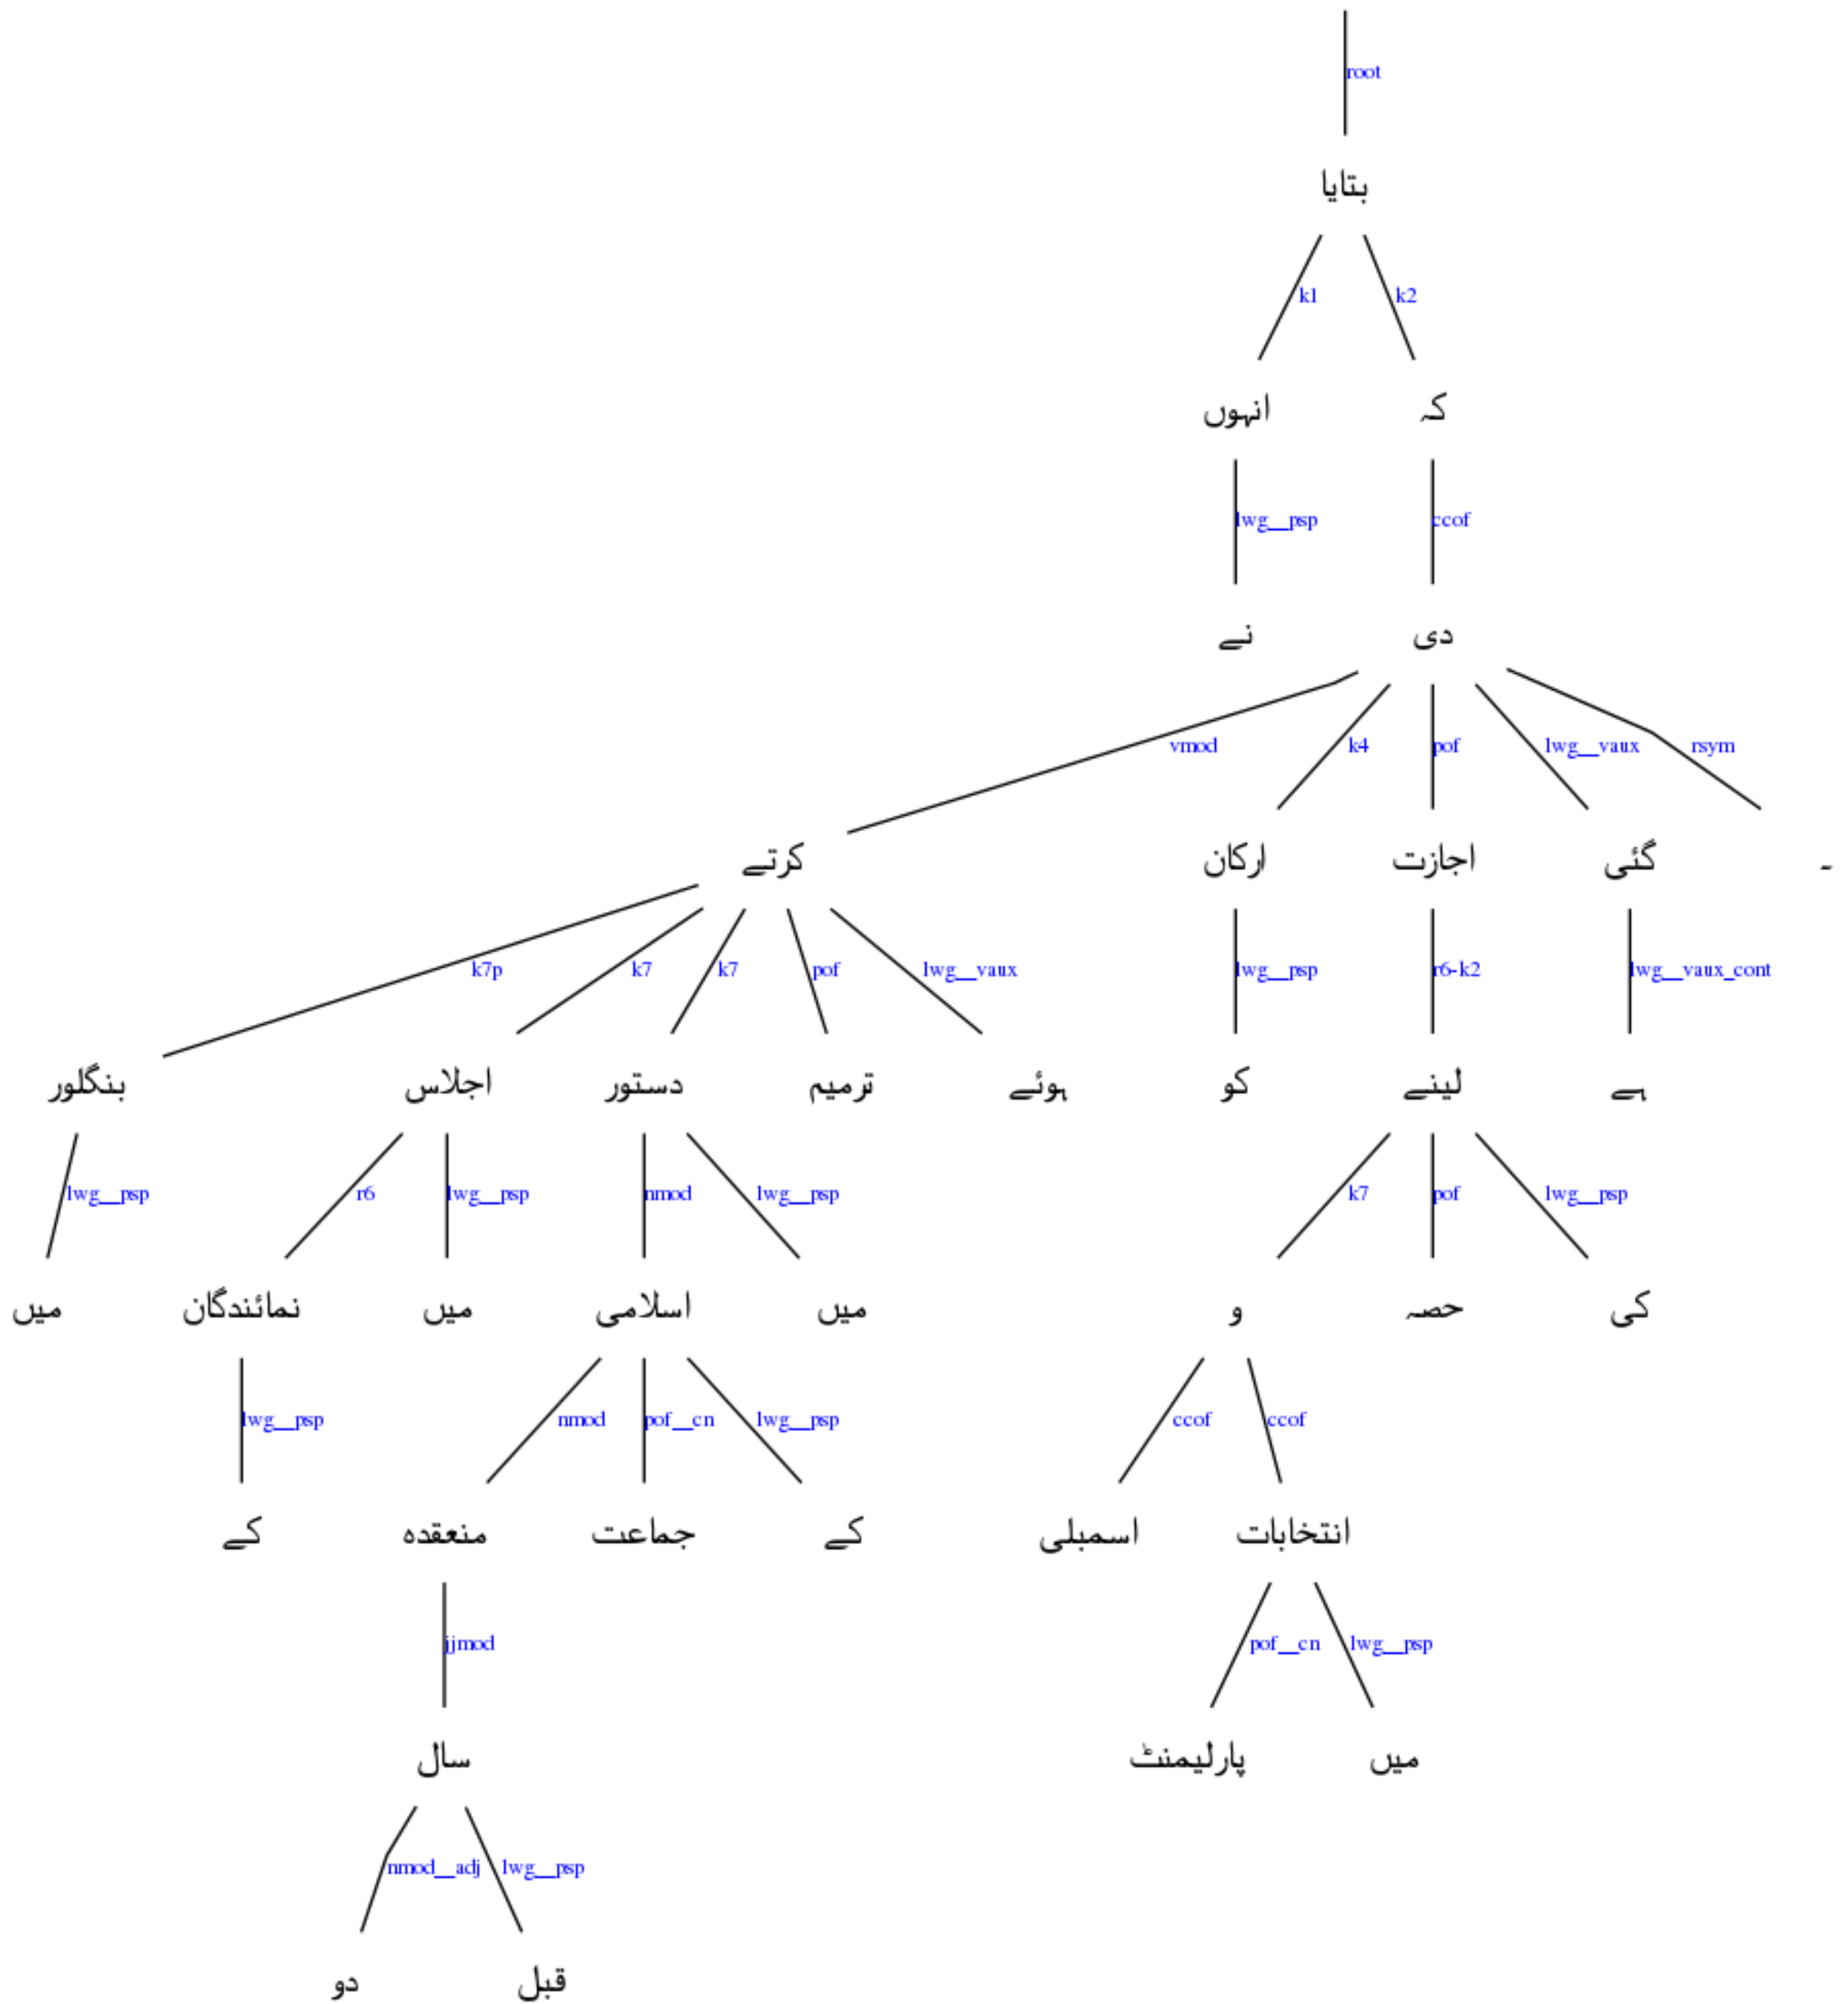 root
بتایا
k1 k2
انہوں کہ
lwg__psp ccof
نے دی
vmod k4 pof lwg__vaux rsym
کرتے ارکان اجازت گئی ۔
k7p k7 k7 pof lwg__vaux lwg__psp r6-k2 lwg__vaux_cont
بنگلور اجلاس دستور ترمیم ہوئے کو لینے ہے
lwg__psp r6 lwg__psp nmod lwg__psp k7 pof lwg__psp
میں نمائندگان میں اسلامی میں و حصہ کی
lwg__psp nmod pof__cn lwg__psp ccof ccof
کے منعقدہ جماعت کے اسمبلی انتخابات
jjmod pof__cn lwg__psp
سال پارلیمنٹ میں
nmod__adj lwg__psp
دو قبل